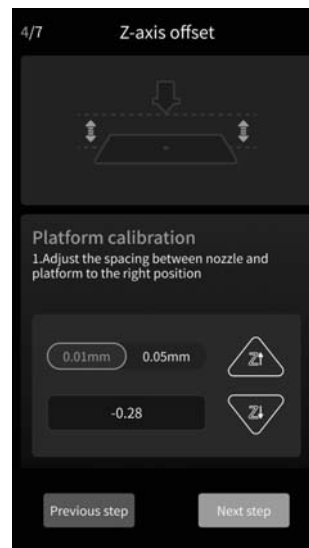 4/7 Z-axis offset
Platform calibration
1.Adjust the spacing between nozzle and
platform to the right position
0.01mm 0.05mm Z
-0.28 Z
Previous step Next step